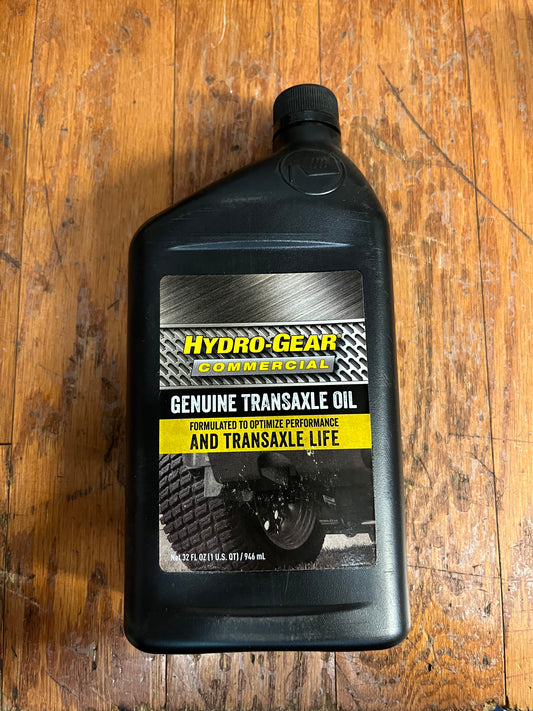 HYDRO-GEAR
COMMERCIAL
GENUINE TRANSAXLE OIL
FORMULATED TO OPTIMIZE PERFORMANCE
AND TRANSAXLE LIFE
Net 32 FL OZ (1 U.S. QT) / 946 mL